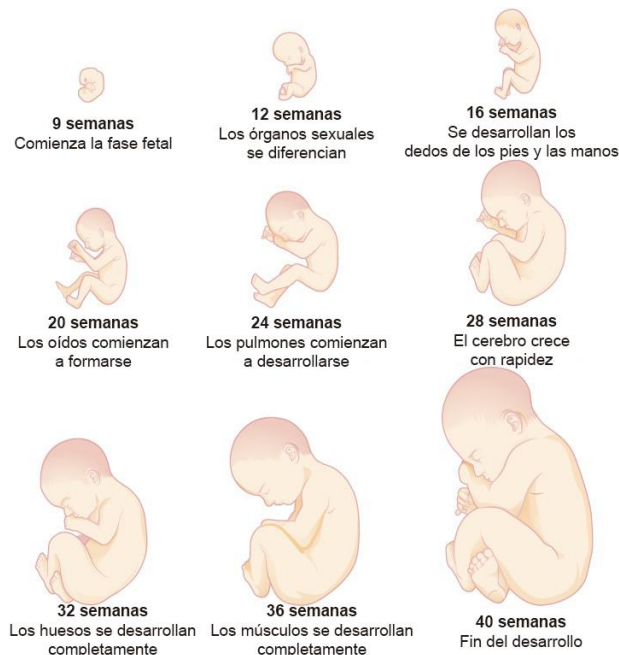 9 semanas
Comienza la fase fetal
12 semanas
Los órganos sexuales
se diferencian
16 semanas
Se desarrollan los
dedos de los pies y las manos
20 semanas
Los oídos comienzan
a formarse
24 semanas
Los pulmones comienzan
a desarrollarse
28 semanas
El cerebro crece
con rapidez
32 semanas
Los huesos se desarrollan
completamente
36 semanas
Los músculos se desarrollan
completamente
40 semanas
Fin del desarrollo